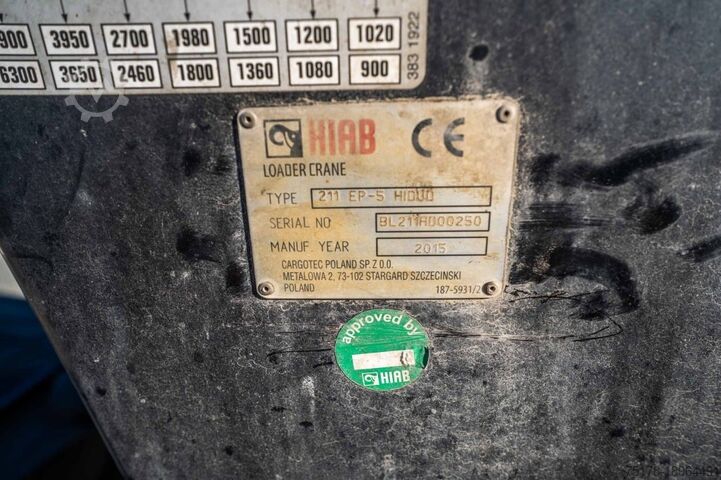 900 3950 2700 1980 1500 1200 1020
6300 3650 2460 1800 1360 1080 900
383 1922
HIAB CE
LOADER CRANE
TYPE 211 EP-5 HIDUO
SERIAL NO BL211R000250
MANUF. YEAR 2015
CARGOTEC POLAND SP. Z O.O.
METALOWA 2, 73-102 STARGARD SZCZECINSKI
POLAND 187-5931/2
approved by
HIAB